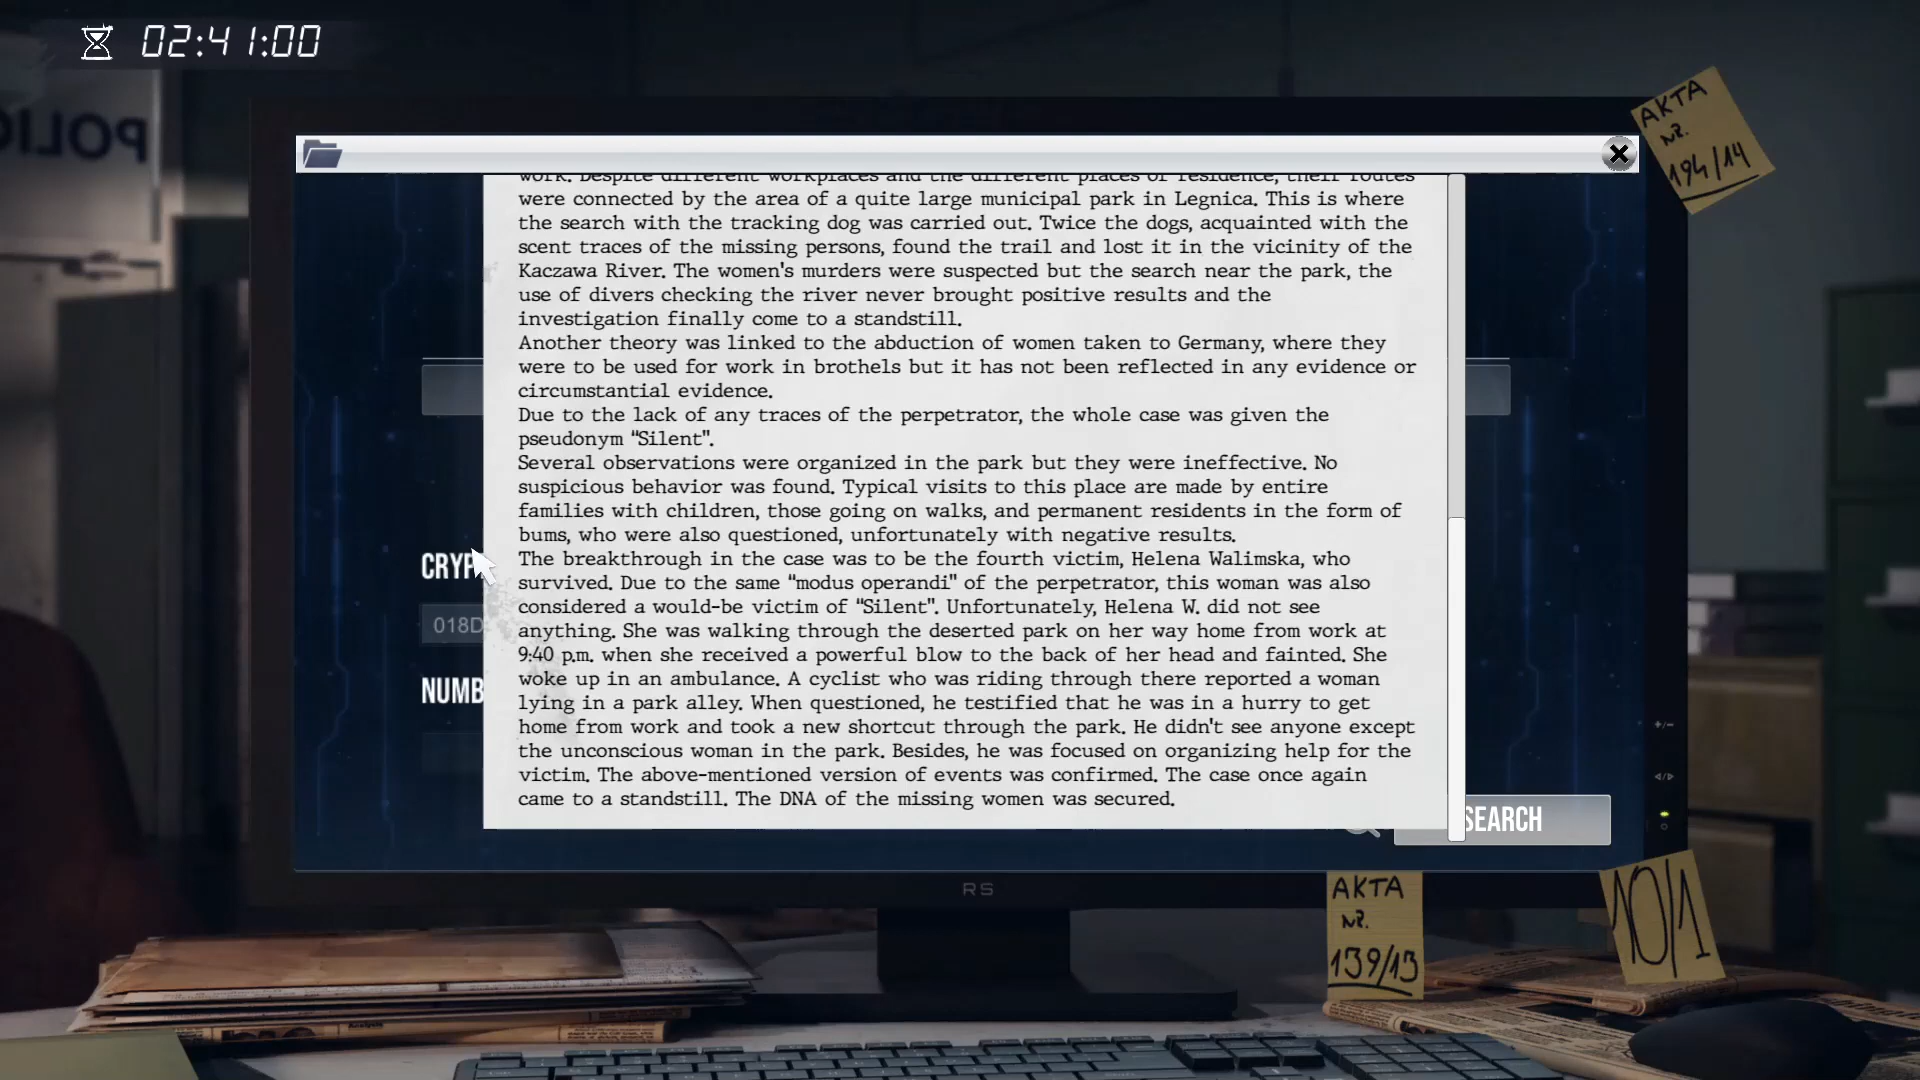 02:41:00
POLIC
AKTA
NR.
194/14
work. Despite different workplaces and the different places of residence, their routes
were connected by the area of a quite large municipal park in Legnica. This is where
the search with the tracking dog was carried out. Twice the dogs, acquainted with the
scent traces of the missing persons, found the trail and lost it in the vicinity of the
Kaczawa River. The women's murders were suspected but the search near the park, the
use of divers checking the river never brought positive results and the
investigation finally come to a standstill.
Another theory was linked to the abduction of women taken to Germany, where they
were to be used for work in brothels but it has not been reflected in any evidence or
circumstantial evidence.
Due to the lack of any traces of the perpetrator, the whole case was given the
pseudonym “Silent”.
Several observations were organized in the park but they were ineffective. No
suspicious behavior was found. Typical visits to this place are made by entire
families with children, those going on walks, and permanent residents in the form of
bums, who were also questioned, unfortunately with negative results.
The breakthrough in the case was to be the fourth victim, Helena Walimska, who
survived. Due to the same “modus operandi” of the perpetrator, this woman was also
considered a would-be victim of “Silent”. Unfortunately, Helena W. did not see
anything. She was walking through the deserted park on her way home from work at
9:40 p.m. when she received a powerful blow to the back of her head and fainted. She
woke up in an ambulance. A cyclist who was riding through there reported a woman
lying in a park alley. When questioned, he testified that he was in a hurry to get
home from work and took a new shortcut through the park. He didn't see anyone except
the unconscious woman in the park. Besides, he was focused on organizing help for the
victim. The above-mentioned version of events was confirmed. The case once again
came to a standstill. The DNA of the missing women was secured.
CRYP
018D
NUMB
SEARCH
RS
AKTA
NR.
139/13
10/1